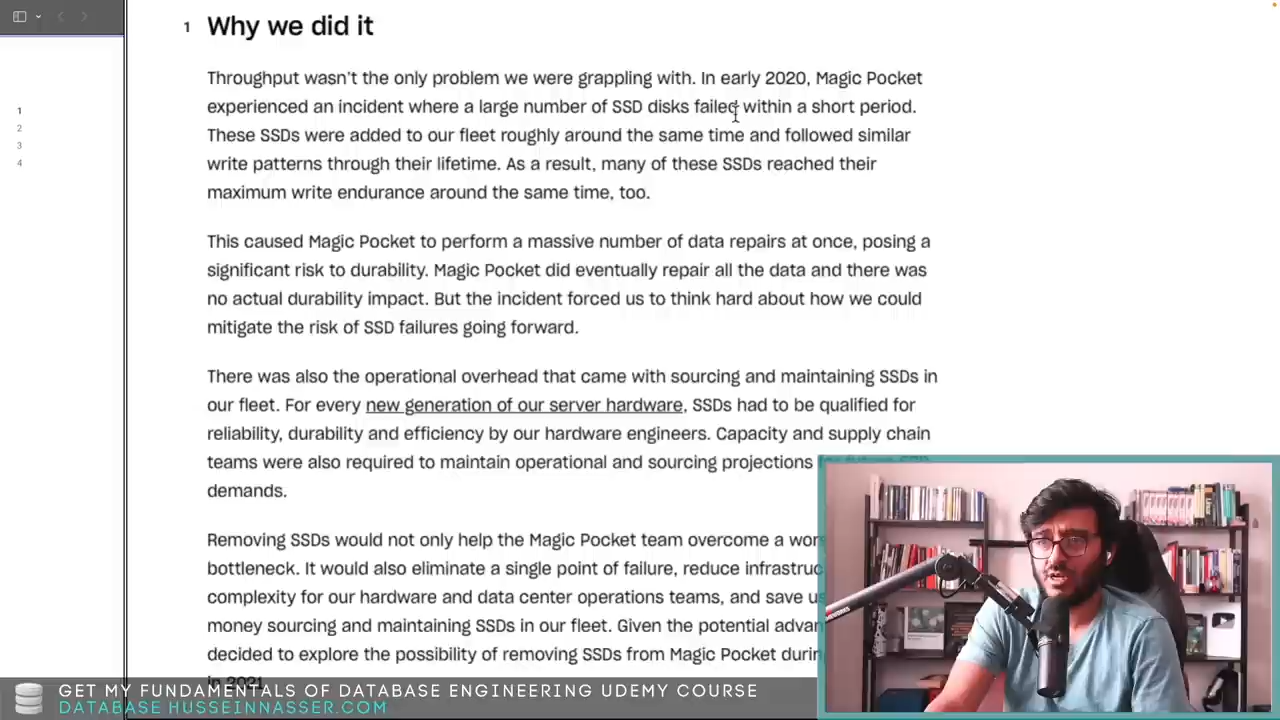 1 Why we did it
Throughput wasn't the only problem we were grappling with. In early 2020, Magic Pocket
experienced an incident where a large number of SSD disks failed within a short period.
These SSDs were added to our fleet roughly around the same time and followed similar
write patterns through their lifetime. As a result, many of these SSDs reached their
maximum write endurance around the same time, too.
This caused Magic Pocket to perform a massive number of data repairs at once, posing a
significant risk to durability. Magic Pocket did eventually repair all the data and there was
no actual durability impact. But the incident forced us to think hard about how we could
mitigate the risk of SSD failures going forward.
There was also the operational overhead that came with sourcing and maintaining SSDs in
our fleet. For every new generation of our server hardware, SSDs had to be qualified for
reliability, durability and efficiency by our hardware engineers. Capacity and supply chain
teams were also required to maintain operational and sourcing projections
demands.
Removing SSDs would not only help the Magic Pocket team overcome a
bottleneck. It would also eliminate a single point of failure, reduce
complexity for our hardware and data center operations teams, and save
money sourcing and maintaining SSDs in our fleet. Given the potential
decided to explore the possibility of removing SSDs from Magic Pocket
in 2021
1
2
3
4
GET MY FUNDAMENTALS OF DATABASE ENGINEERING UDEMY COURSE
DATABASE.HUSSEINNASSER.COM